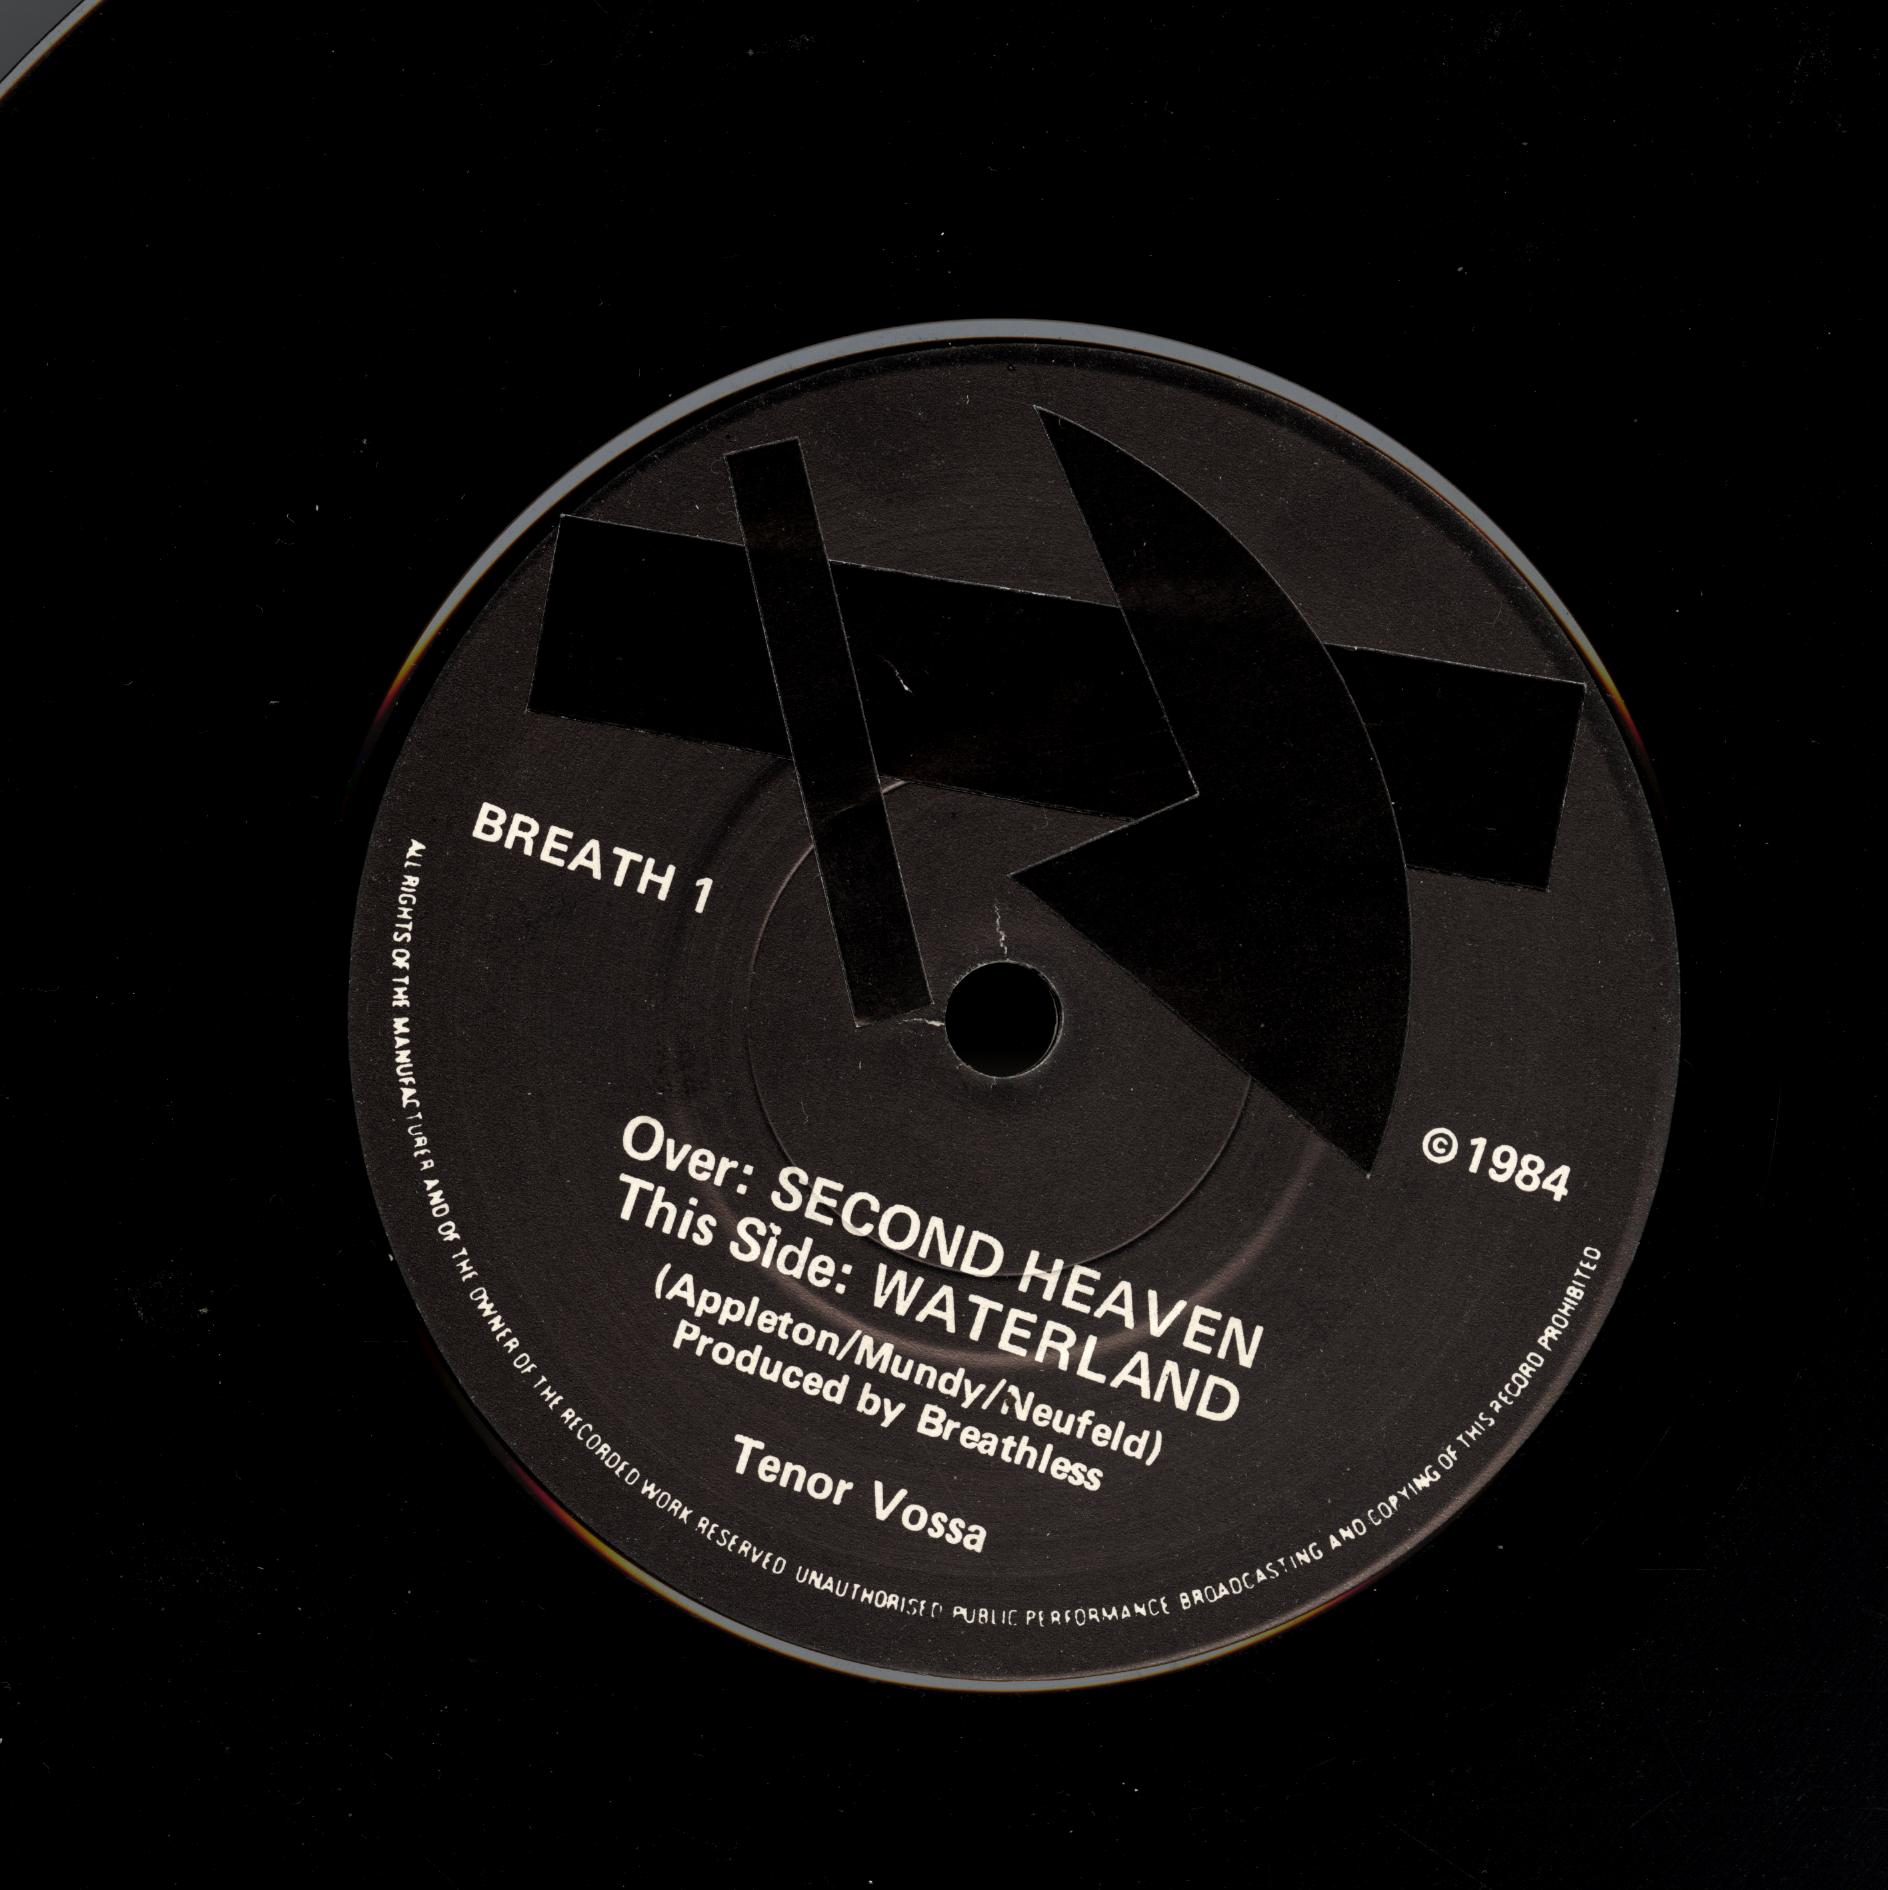 BREATH 1
© 1984
Over: SECOND HEAVEN
This Side: WATERLAND
(Appleton/Mundy/Neufeld)
Produced by Breathless
Tenor Vossa
ALL RIGHTS OF THE MANUFACTURER AND OF THE OWNER OF THE RECORDED WORK RESERVED UNAUTHORISED PUBLIC PERFORMANCE BROADCASTING AND COPYING OF THIS RECORD PROHIBITED